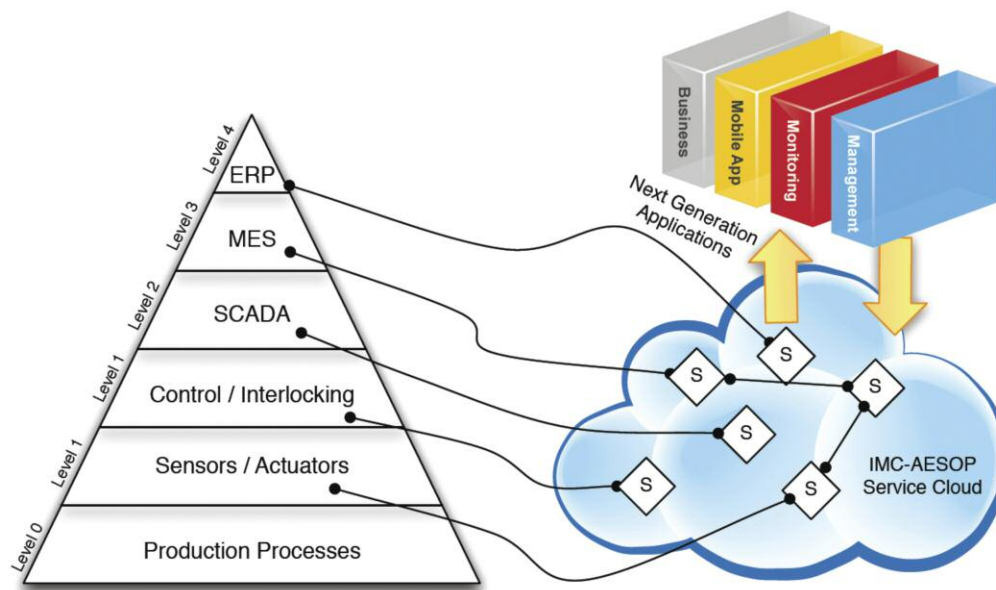 Level 4
ERP
Level 3
MES
Level 2
SCADA
Level 1
Control / Interlocking
Level 1
Sensors / Actuators
Level 0
Production Processes
Business
Mobile App
Monitoring
Management
Next Generation
Applications
S
S
S
S
S
S
IMC-AESOP
Service Cloud